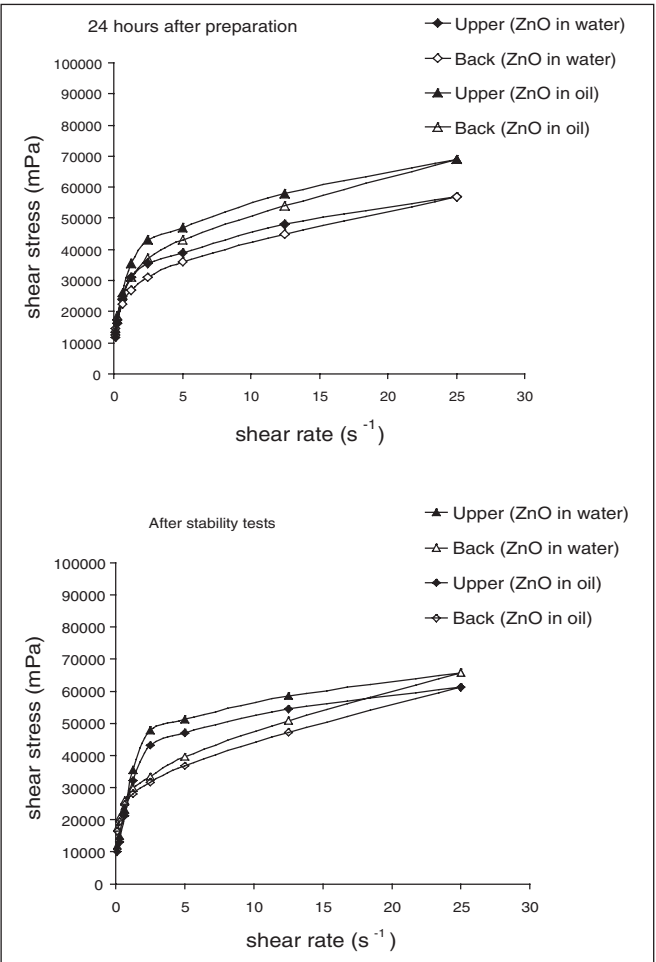 24 hours after preparation
Upper (ZnO in water)
Back (ZnO in water)
Upper (ZnO in oil)
Back (ZnO in oil)
100000
90000
80000
70000
60000
50000
40000
30000
20000
10000
0
shear stress (mPa)
0 5 10 15 20 25 30
shear rate (s⁻¹)
After stability tests
Upper (ZnO in water)
Back (ZnO in water)
Upper (ZnO in oil)
Back (ZnO in oil)
100000
90000
80000
70000
60000
50000
40000
30000
20000
10000
0
shear stress (mPa)
0 5 10 15 20 25 30
shear rate (s⁻¹)